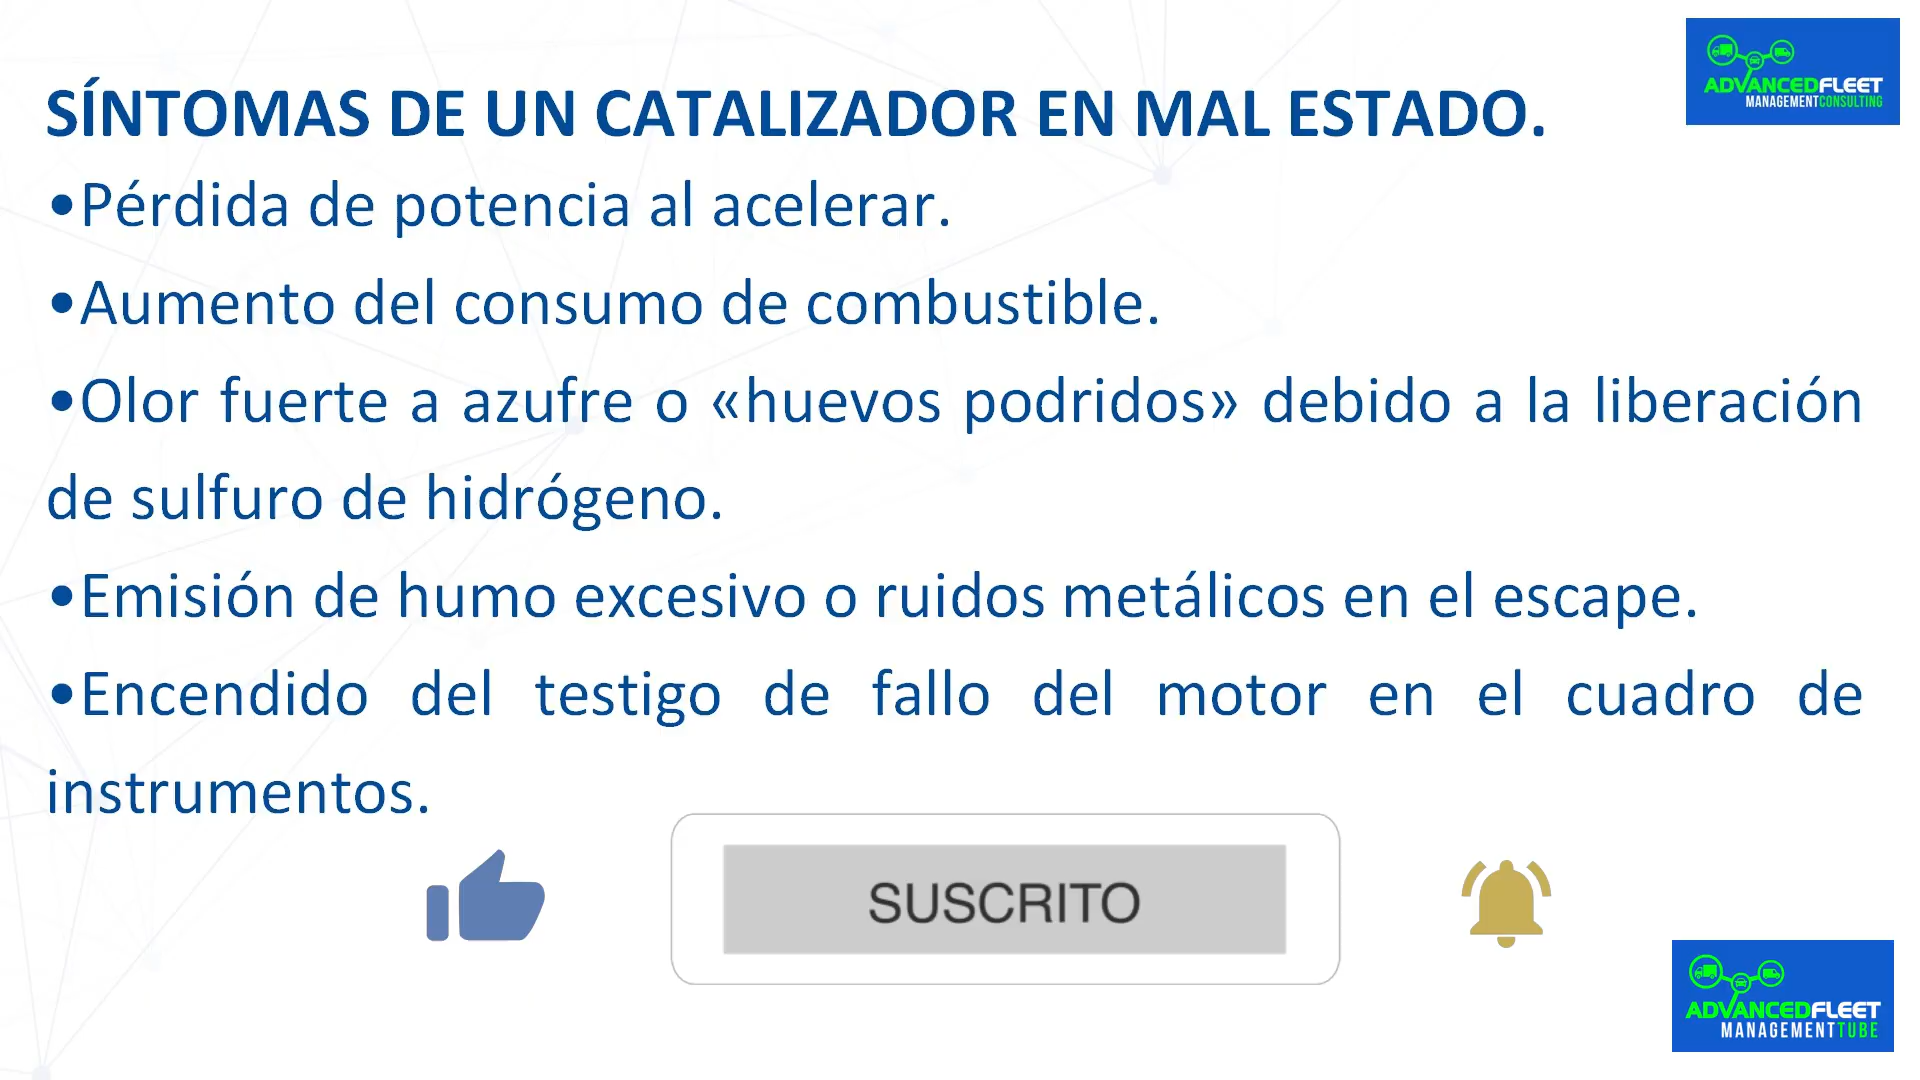 SÍNTOMAS DE UN CATALIZADOR EN MAL ESTADO.
•Pérdida de potencia al acelerar.
•Aumento del consumo de combustible.
•Olor fuerte a azufre o «huevos podridos» debido a la liberación
de sulfuro de hidrógeno.
•Emisión de humo excesivo o ruidos metálicos en el escape.
•Encendido del testigo de fallo del motor en el cuadro de
instrumentos.
SUSCRITO
ADVANCEDFLEET
MANAGEMENTCONSULTING
ADVANCEDFLEET
MANAGEMENTTUBE